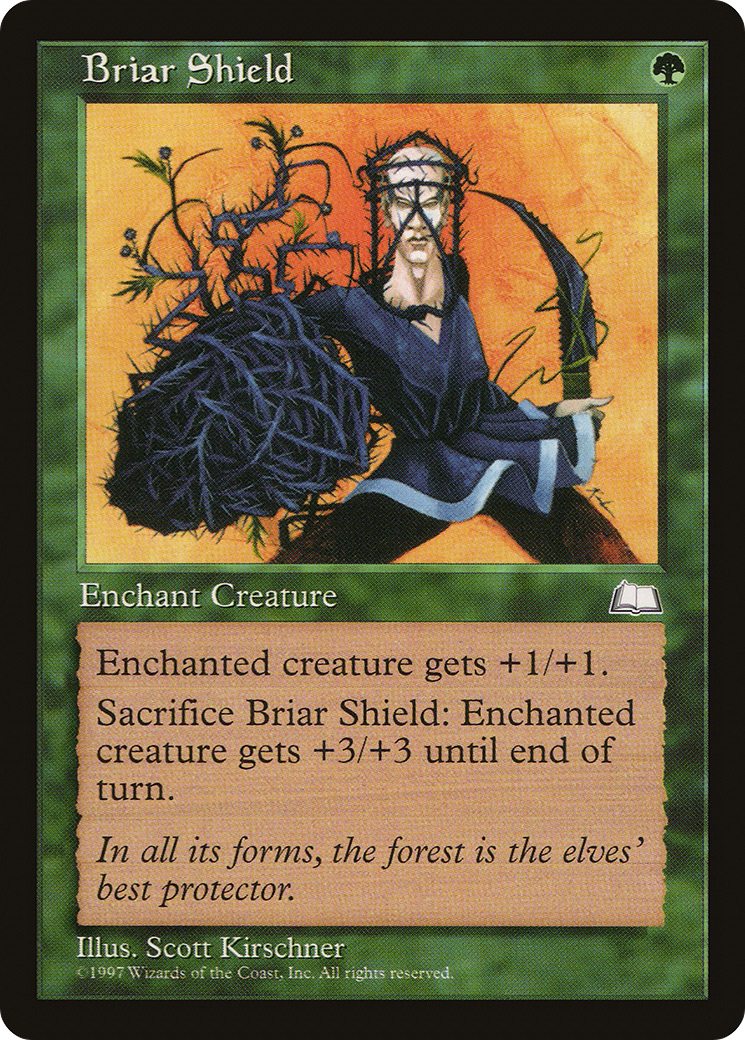 Briar Shield
Enchant Creature
Enchanted creature gets +1/+1.
Sacrifice Briar Shield: Enchanted
creature gets +3/+3 until end of
turn.
In all its forms, the forest is the elves’
best protector.
Illus. Scott Kirschner
©1997 Wizards of the Coast, Inc. All rights reserved.